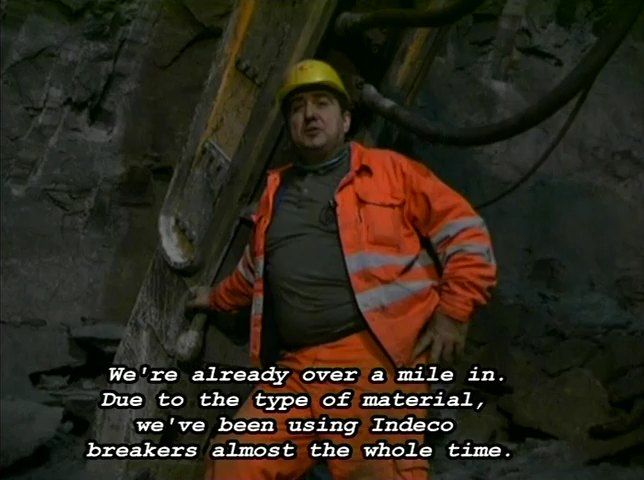 We're already over a mile in.
Due to the type of material,
we've been using Indeco
breakers almost the whole time.